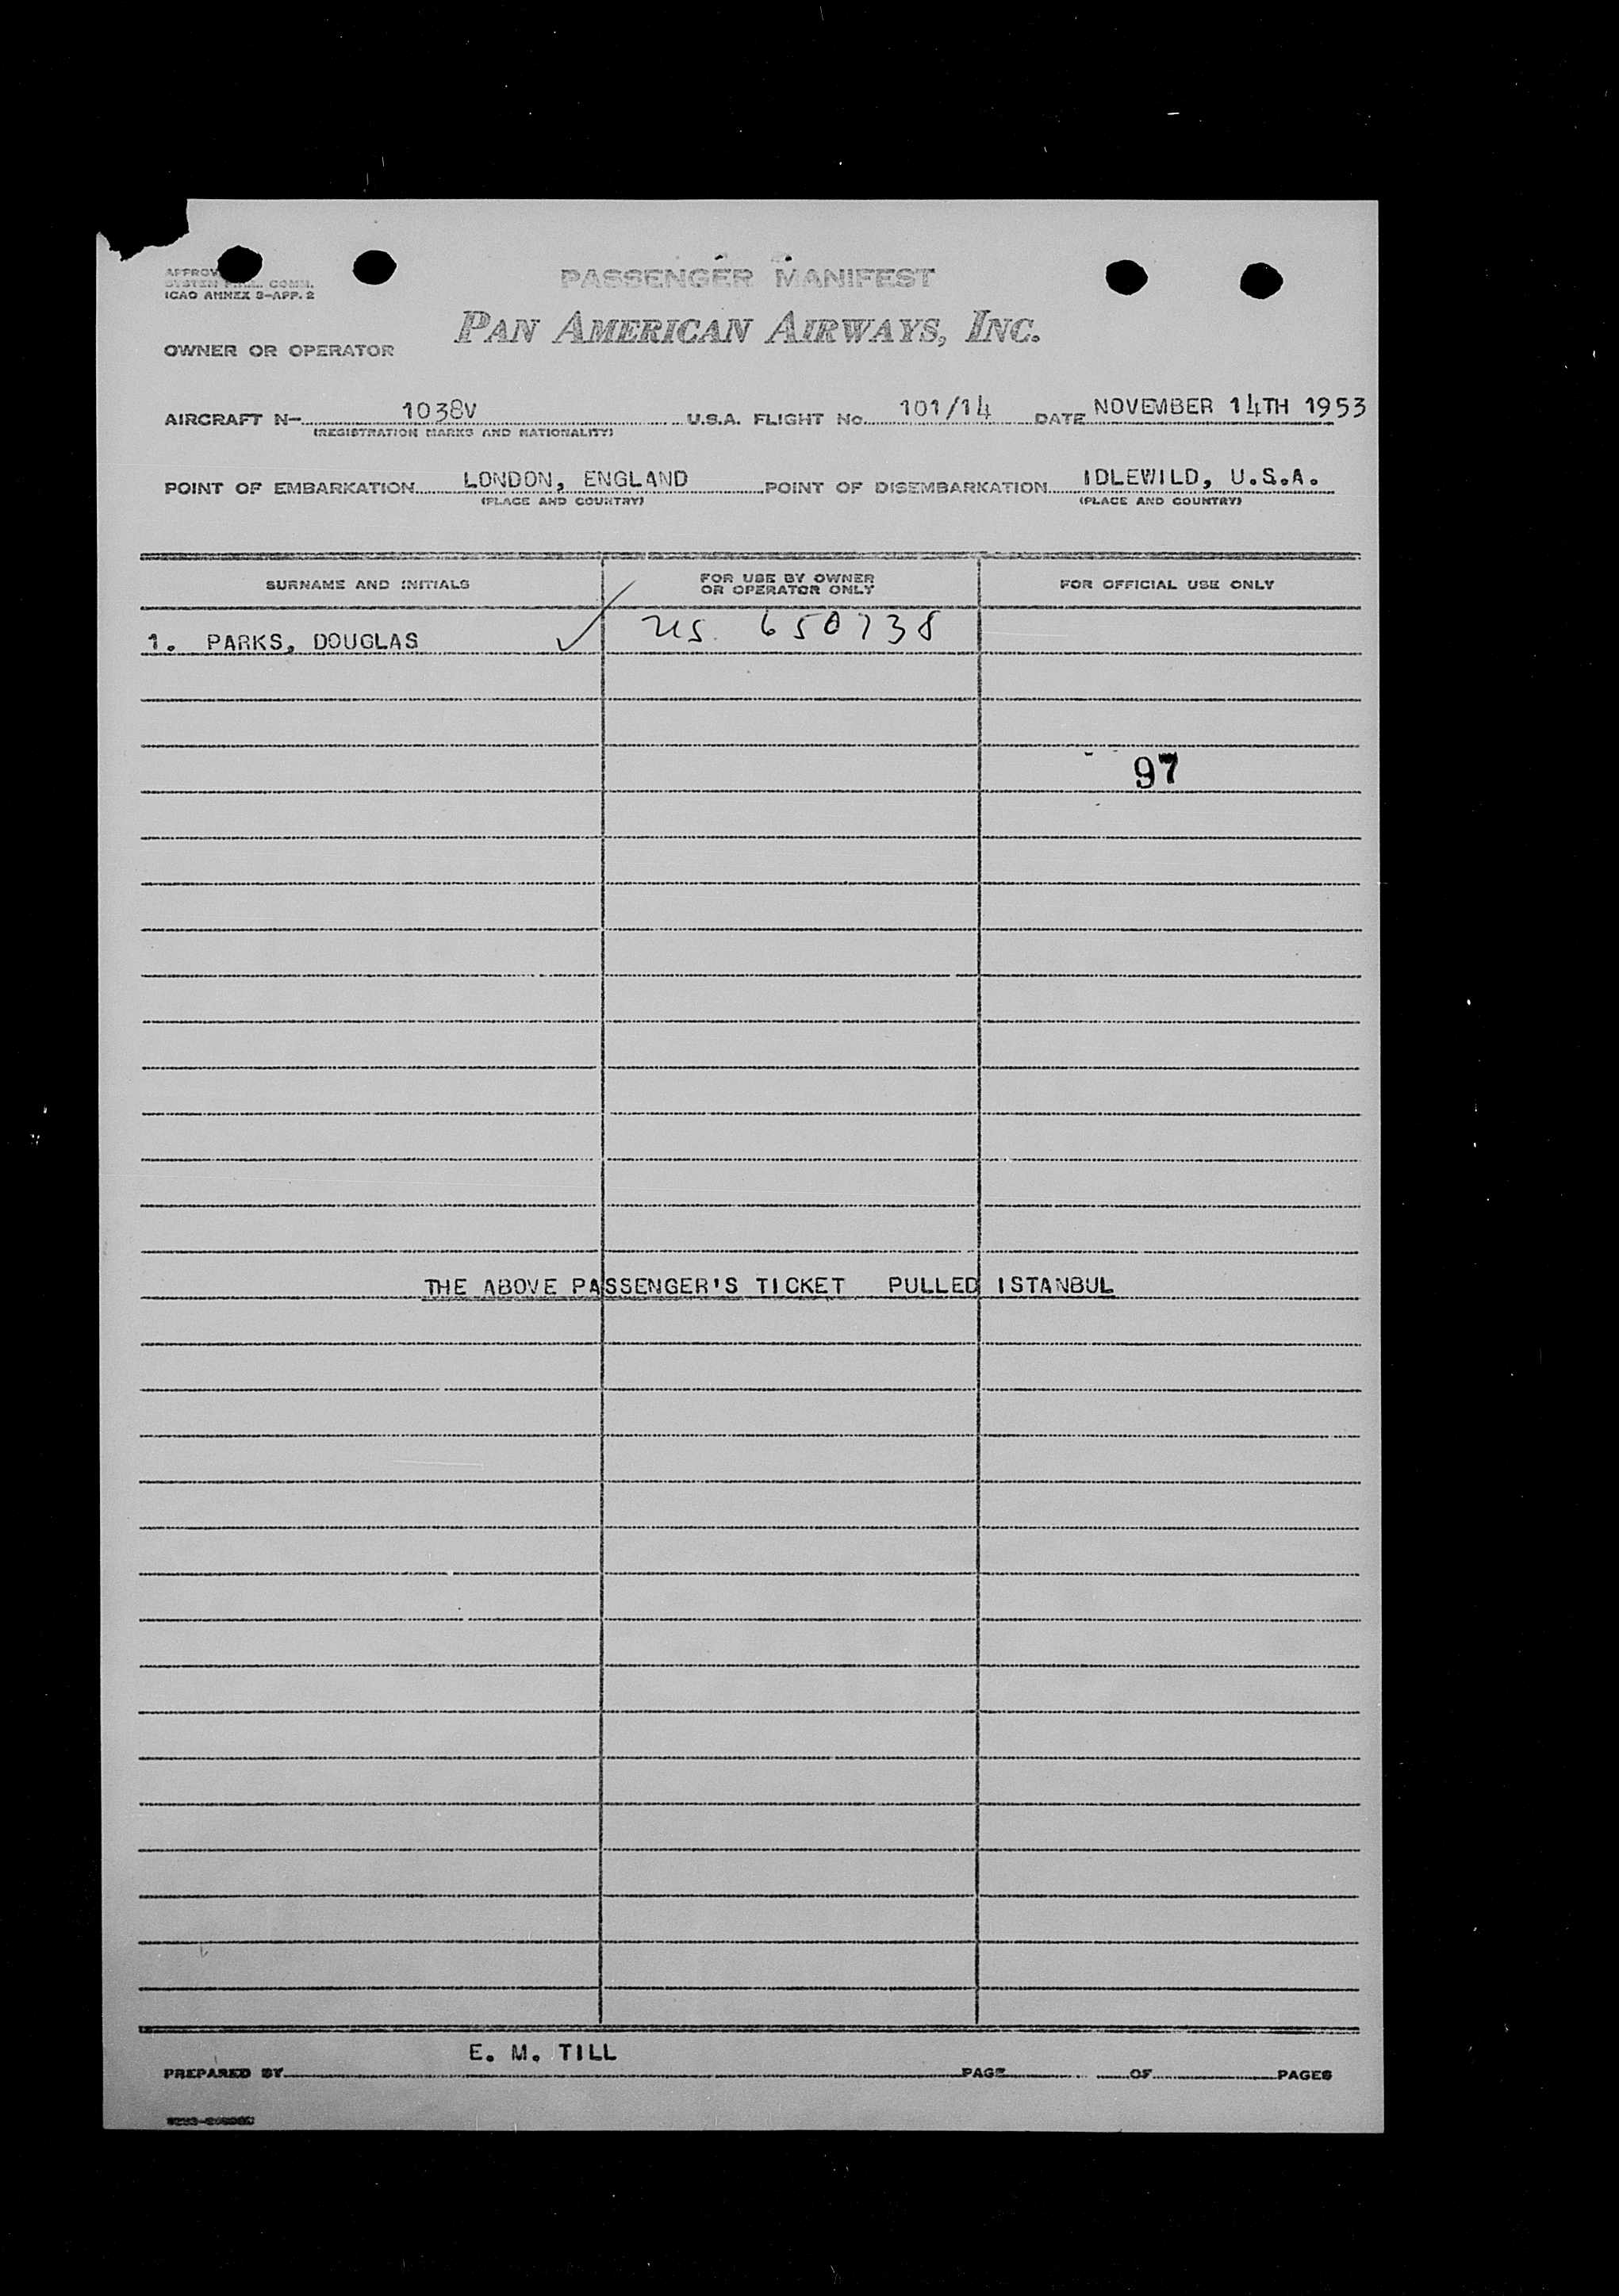 PASSENGER MANIFEST
ICAO ANNEX 9-APP. 2
PAN AMERICAN AIRWAYS, INC.
OWNER OR OPERATOR
AIRCRAFT N- 1038V U.S.A. FLIGHT No. 101/14 DATE NOVEMBER 14TH 1953
(REGISTRATION MARKS AND NATIONALITY)
POINT OF EMBARKATION LONDON, ENGLAND POINT OF DISEMBARKATION IDLEWILD, U.S.A.
(PLACE AND COUNTRY) (PLACE AND COUNTRY)
SURNAME AND INITIALS FOR USE BY OWNER OR OPERATOR ONLY FOR OFFICIAL USE ONLY
1. PARKS, DOUGLAS ✓ US. 650738
97
THE ABOVE PASSENGER'S TICKET PULLED ISTANBUL
E. M. TILL
PREPARED BY PAGE OF PAGES